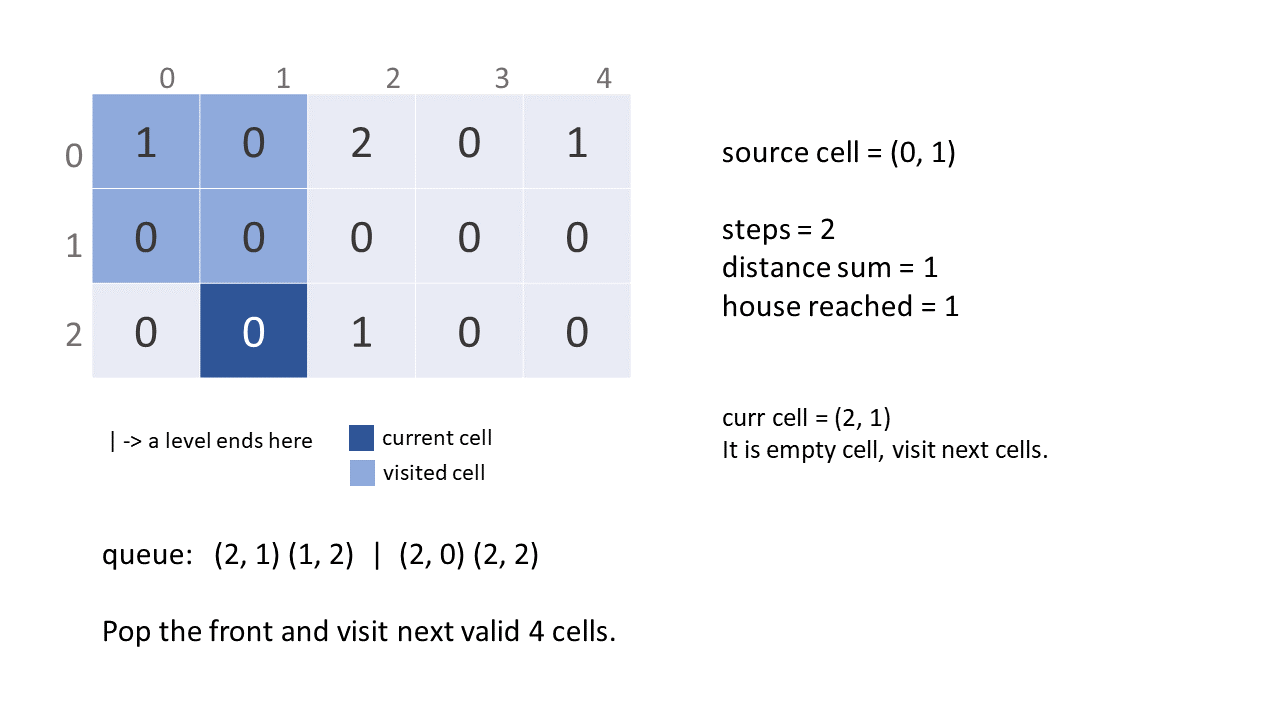 0 1 2 3 4
0 1 0 2 0 1
1 0 0 0 0 0
2 0 0 1 0 0
source cell = (0, 1)
steps = 2
distance sum = 1
house reached = 1
curr cell = (2, 1)
It is empty cell, visit next cells.
| -> a level ends here
current cell
visited cell
queue: (2, 1) (1, 2) | (2, 0) (2, 2)
Pop the front and visit next valid 4 cells.